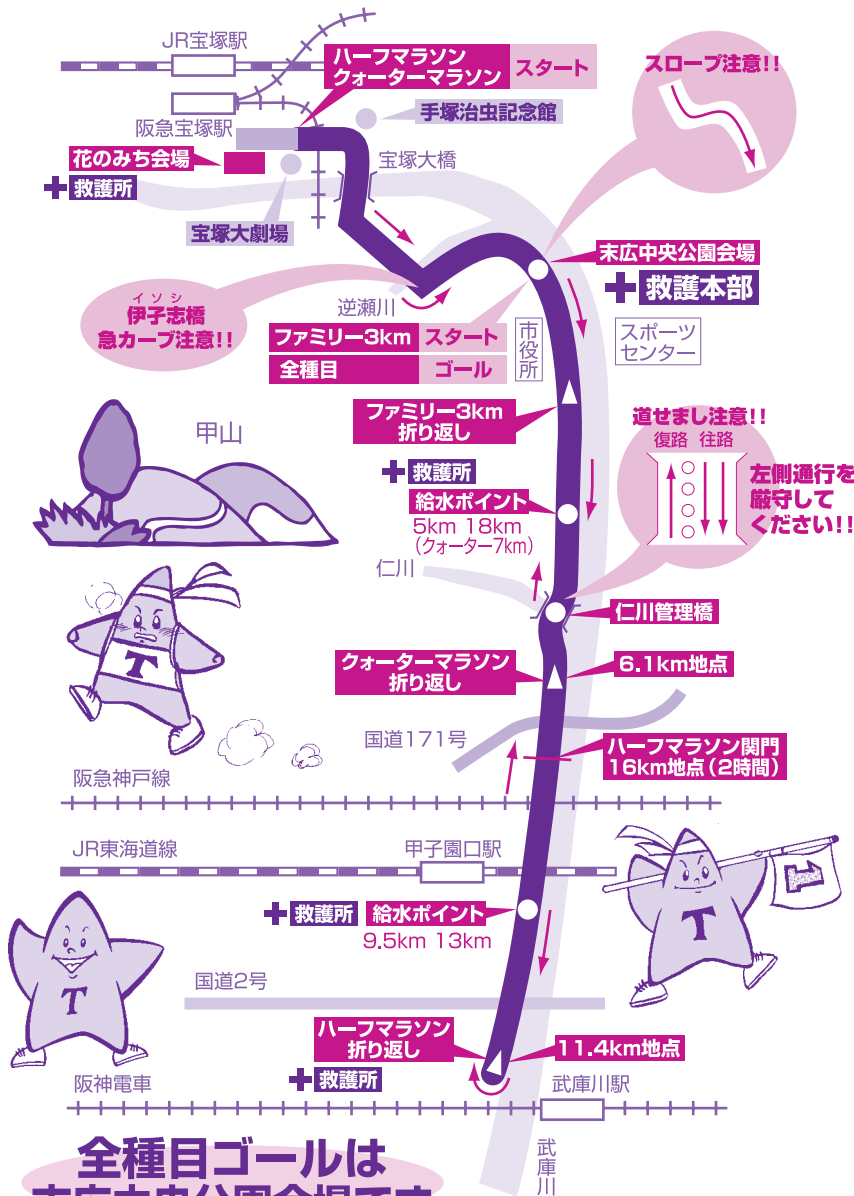 JR宝塚駅
ハーフマラソン
クォーターマラソン
スタート
スロープ注意!!
阪急宝塚駅
手塚治虫記念館
花のみち会場
宝塚大橋
救護所
宝塚大劇場
末広中央公園会場
救護本部
イソシ
伊孑志橋
急カーブ注意!!
逆瀬川
ファミリー3km スタート
全種目 ゴール
市役所
スポーツ
センター
ファミリー3km
折り返し
道せまし注意!!
復路 往路
左側通行を
厳守して
ください!!
甲山
救護所
給水ポイント
5km 18km
(クォーター7km)
仁川
仁川管理橋
T
クォーターマラソン
折り返し
6.1km地点
国道171号
ハーフマラソン関門
16km地点(2時間)
阪急神戸線
JR東海道線
甲子園口駅
1
T
救護所
給水ポイント
9.5km 13km
T
国道2号
ハーフマラソン
折り返し
11.4km地点
救護所
阪神電車
武庫川駅
武庫川
全種目ゴールは
末広中央公園会場です